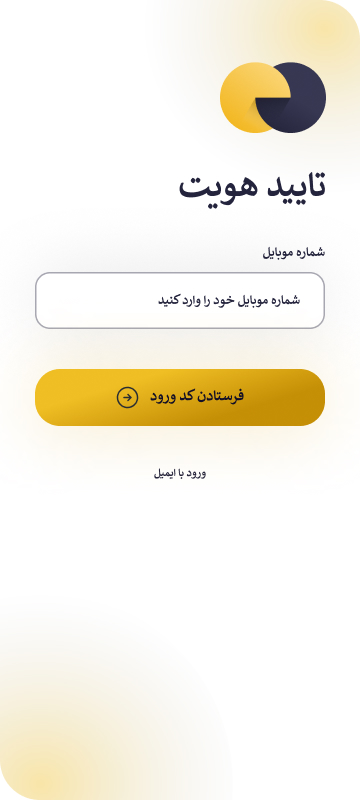 تایید هویت
شماره موبایل
شماره موبایل خود را وارد کنید
فرستادن کد ورود
ورود با ایمیل